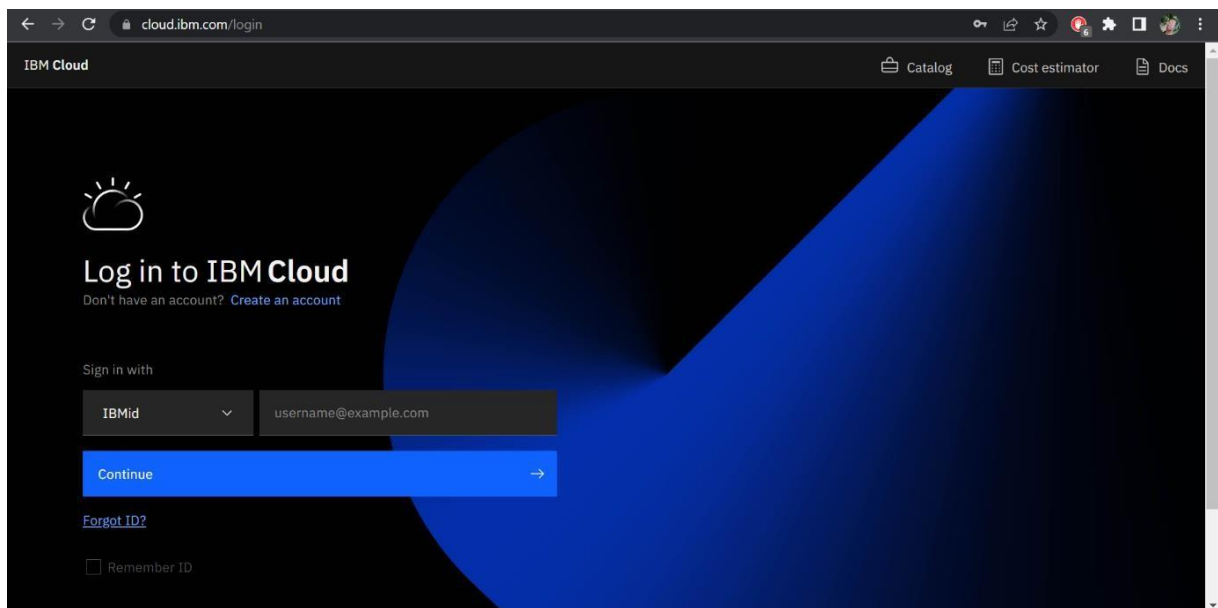 cloud.ibm.com/login
6
IBM Cloud
Catalog
Cost estimator
Docs
Log in to IBM Cloud
Don't have an account? Create an account
Sign in with
IBMid
username@example.com
Continue
Forgot ID?
Remember ID